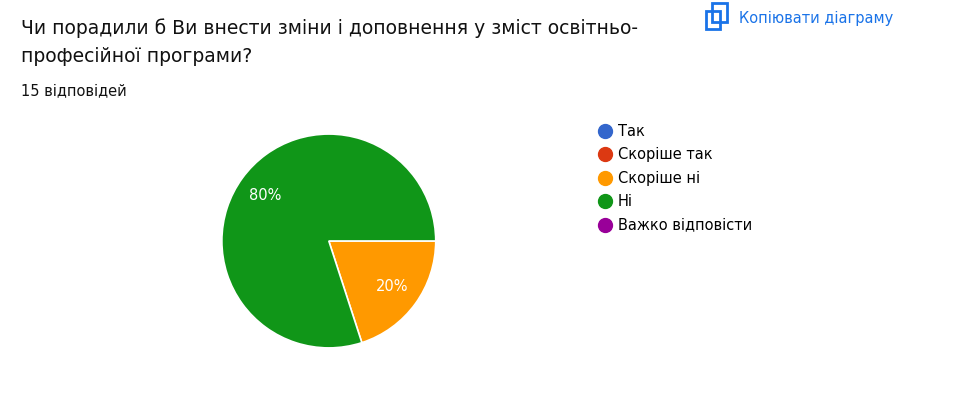 Чи порадили б Ви внести зміни і доповнення у зміст освітньо-
професійної програми?
Копіювати діаграму
15 відповідей
80%
20%
Так
Скоріше так
Скоріше ні
Ні
Важко відповісти